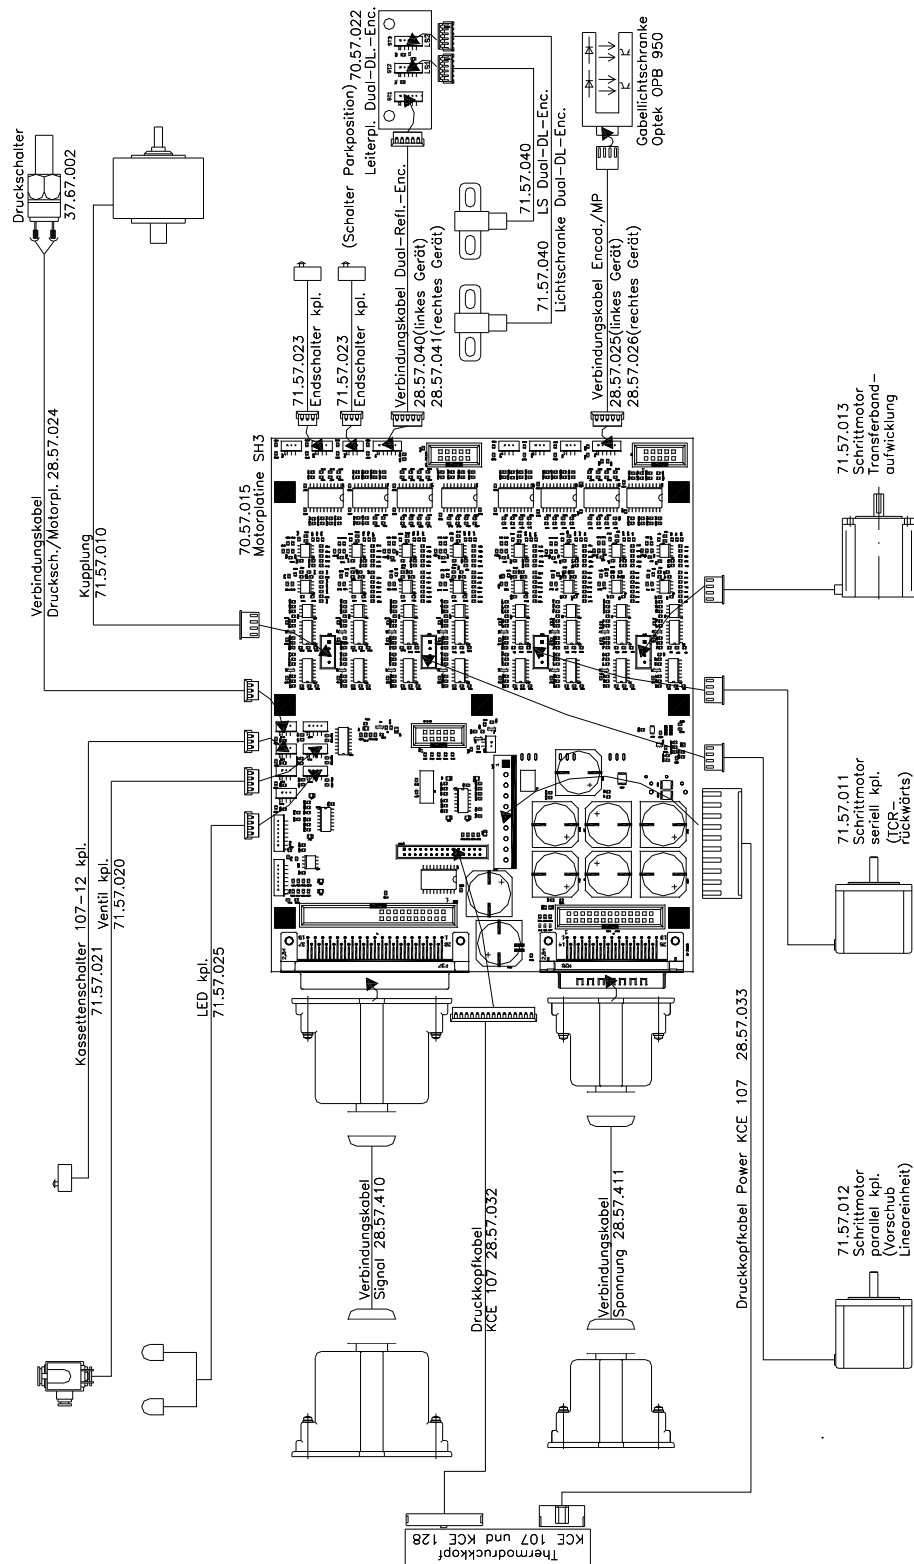 Druckschalter
37.67.002
Verbindungskabel
Drucksch./Motorpl. 28.57.024
Kupplung
71.57.010
Kassettenschalter 107-12 kpl.
71.57.021
Ventil kpl.
71.57.020
LED kpl.
71.57.025
70.57.015
Motorplatine SH3
71.57.023
Endschalter kpl.
71.57.023
Endschalter kpl.
(Schalter Parkposition)
70.57.022
Leiterpl. Dual-DL.-Enc.
ST3
LS2
ST2
LS1
ST1
Verbindungskabel Dual-Refl.-Enc.
28.57.040(linkes Gerät)
28.57.041(rechtes Gerät)
71.57.040
LS Dual-DL-Enc.
71.57.040
Lichtschranke Dual-DL-Enc.
Gabellichtschranke
Optek OPB 950
Verbindungskabel Encod./MP
28.57.025(linkes Gerät)
28.57.026(rechtes Gerät)
71.57.013
Schrittmotor
Transferband-
aufwicklung
71.57.011
Schrittmotor
seriell kpl.
(TCR-
rückwärts)
71.57.012
Schrittmotor
parallel kpl.
(Vorschub
Lineareinheit)
Verbindungskabel
Signal 28.57.410
Druckkopfkabel
KCE 107 28.57.032
Verbindungskabel
Spannung 28.57.411
Druckkopfkabel Power KCE 107 28.57.033
Thermodruckkopf
KCE 107 und KCE 128